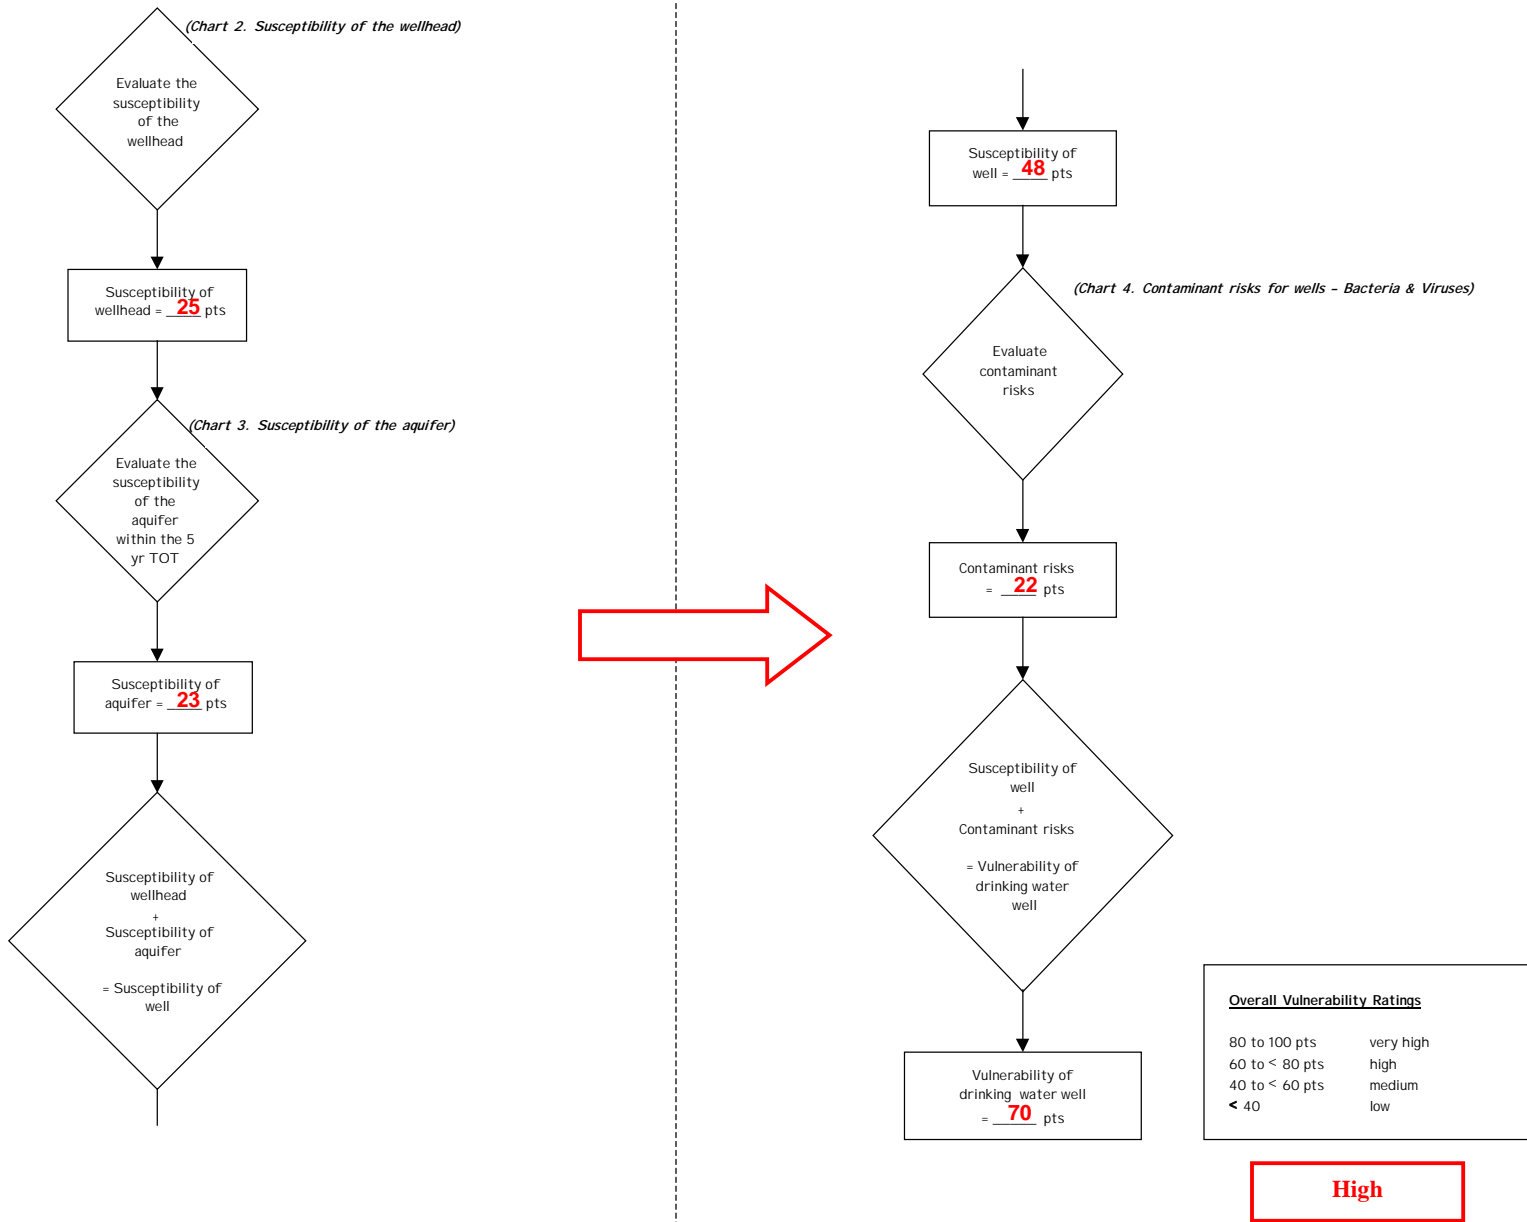 (Chart 2. Susceptibility of the wellhead)
Evaluate the
susceptibility
of the
wellhead
Susceptibility of
wellhead = 25 pts
(Chart 3. Susceptibility of the aquifer)
Evaluate the
susceptibility
of the
aquifer
within the 5
yr TOT
Susceptibility of
aquifer = 23 pts
Susceptibility of
wellhead
+
Susceptibility of
aquifer
= Susceptibility of
well
Susceptibility of
well = 48 pts
(Chart 4. Contaminant risks for wells – Bacteria & Viruses)
Evaluate
contaminant
risks
Contaminant risks
= 22 pts
Susceptibility of
well
+
Contaminant risks
= Vulnerability of
drinking water
well
Vulnerability of
drinking water well
= 70 pts
Overall Vulnerability Ratings
80 to 100 pts very high
60 to < 80 pts high
40 to < 60 pts medium
< 40 low
High